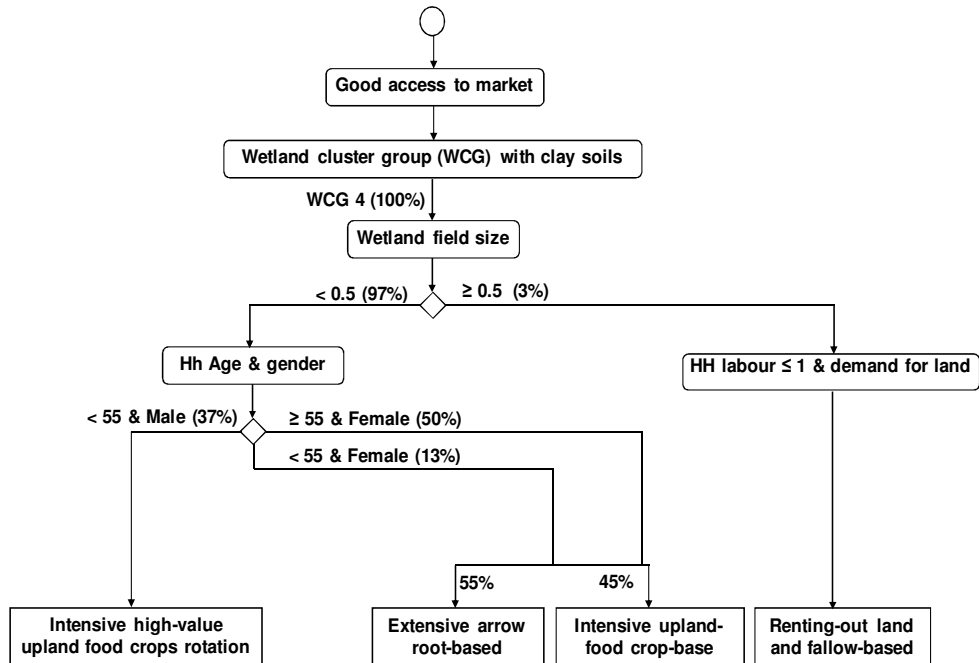 Good access to market
Wetland cluster group (WCG) with clay soils
WCG 4 (100%)
Wetland field size
< 0.5 (97%)
≥ 0.5 (3%)
Hh Age & gender
HH labour ≤ 1 & demand for land
< 55 & Male (37%)
≥ 55 & Female (50%)
< 55 & Female (13%)
55%
45%
Intensive high-value
upland food crops rotation
Extensive arrow
root-based
Intensive upland-
food crop-base
Renting-out land
and fallow-based